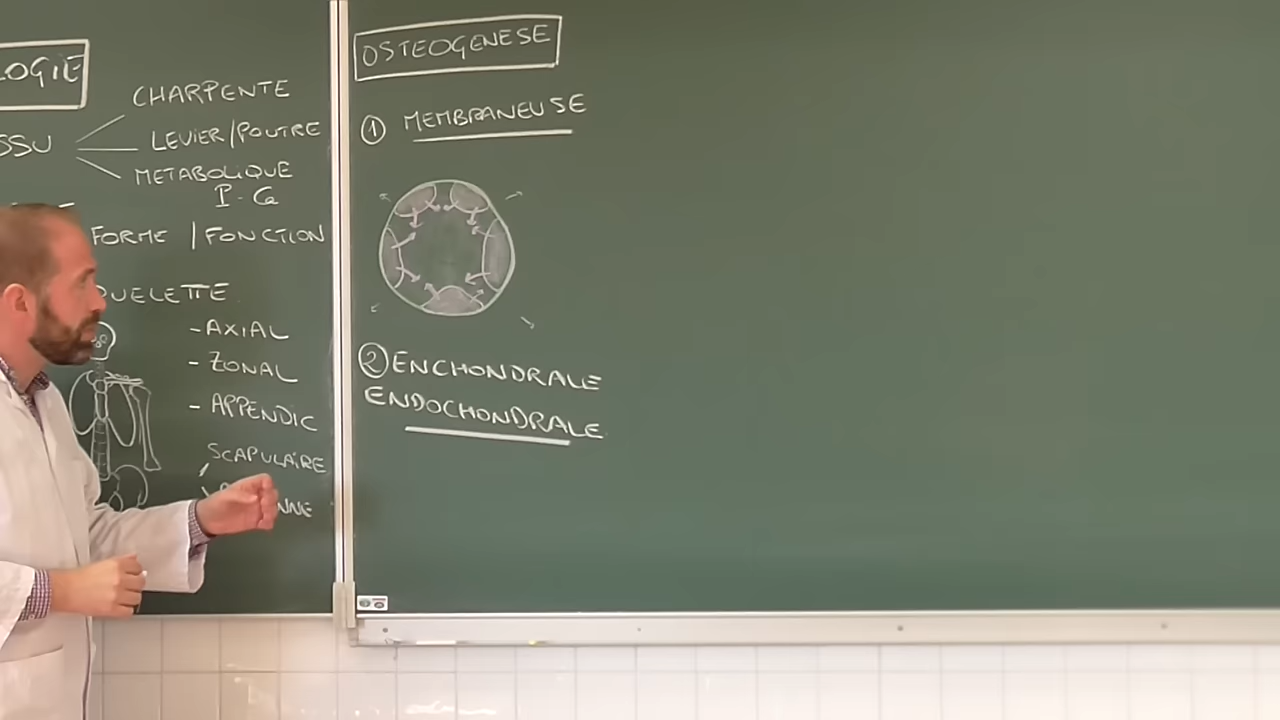 LOGIE
SSU
CHARPENTE
LEVIER/POUTRE
METABOLIQUE
P-Ca
FORME / FONCTION
QUELETTE
- AXIAL
- ZONAL
- APPENDIC
SCAPULAIRE
OSTEOGENESE
① MEMBRANEUSE
② ENCHONDRALE
ENDOCHONDRALE